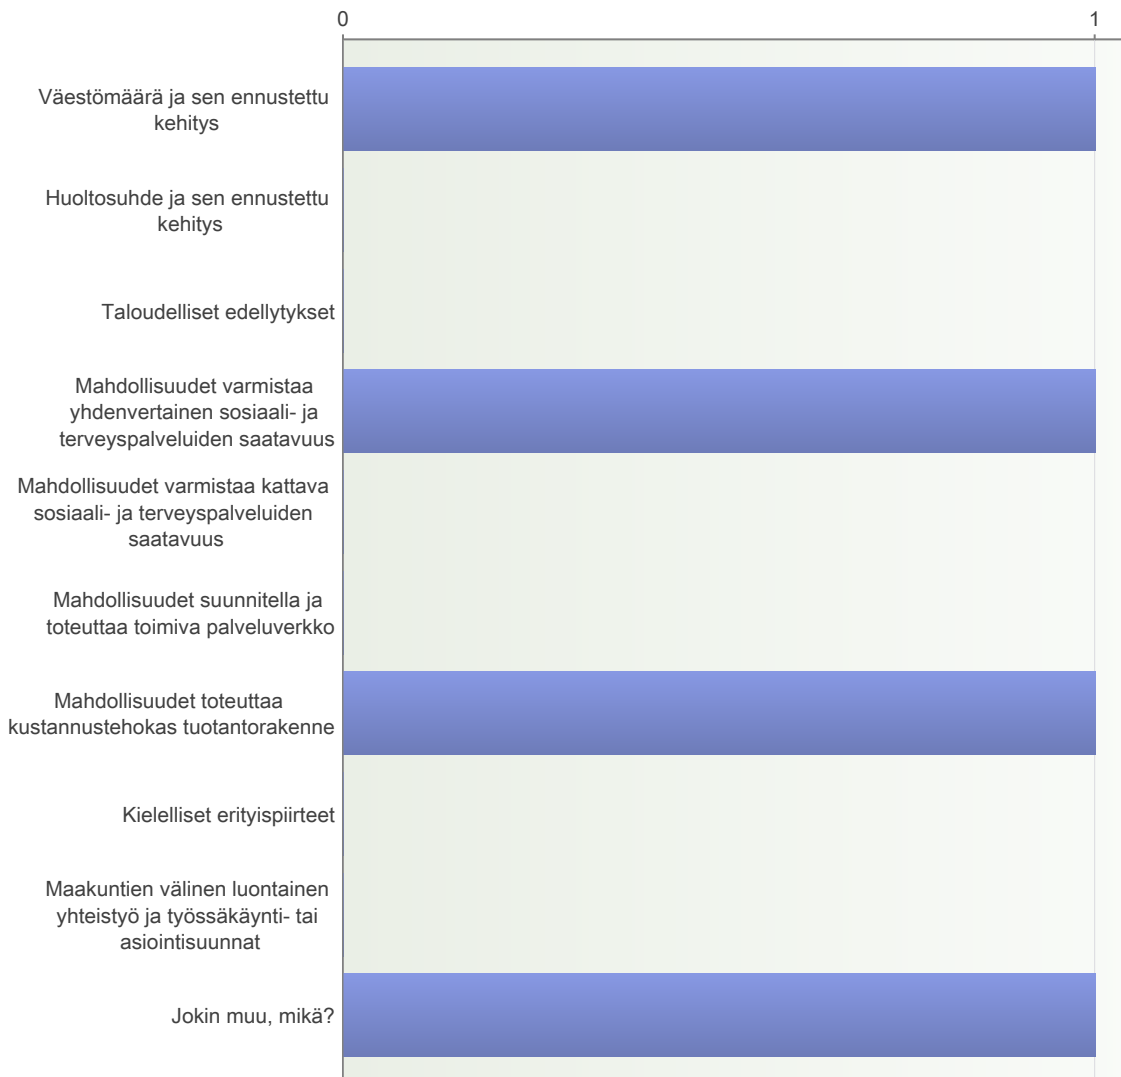 0 1
Väestömäärä ja sen ennustettu
kehitys
Huoltosuhde ja sen ennustettu
kehitys
Taloudelliset edellytykset
Mahdollisuudet varmistaa
yhdenvertainen sosiaali- ja
terveyspalveluiden saatavuus
Mahdollisuudet varmistaa kattava
sosiaali- ja terveyspalveluiden
saatavuus
Mahdollisuudet suunnitella ja
toteuttaa toimiva palveluverkko
Mahdollisuudet toteuttaa
kustannustehokas tuotantorakenne
Kielelliset erityispiirteet
Maakuntien välinen luontainen
yhteistyö ja työssäkäynti- tai
asiointisuunnat
Jokin muu, mikä?